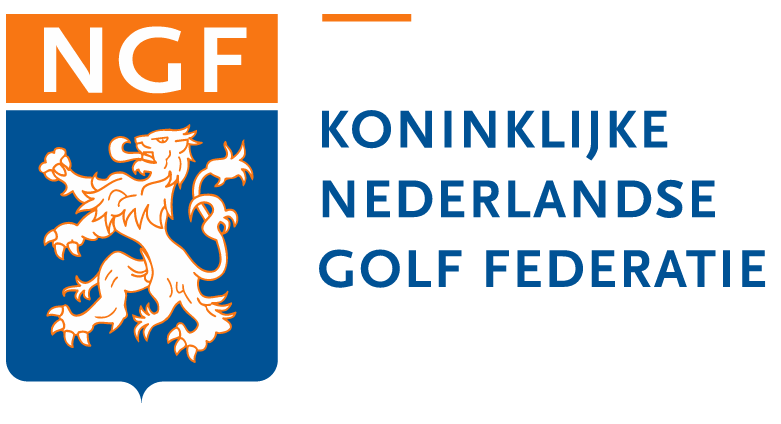 NGF
KONINKLIJKE
NEDERLANDSE
GOLF FEDERATIE